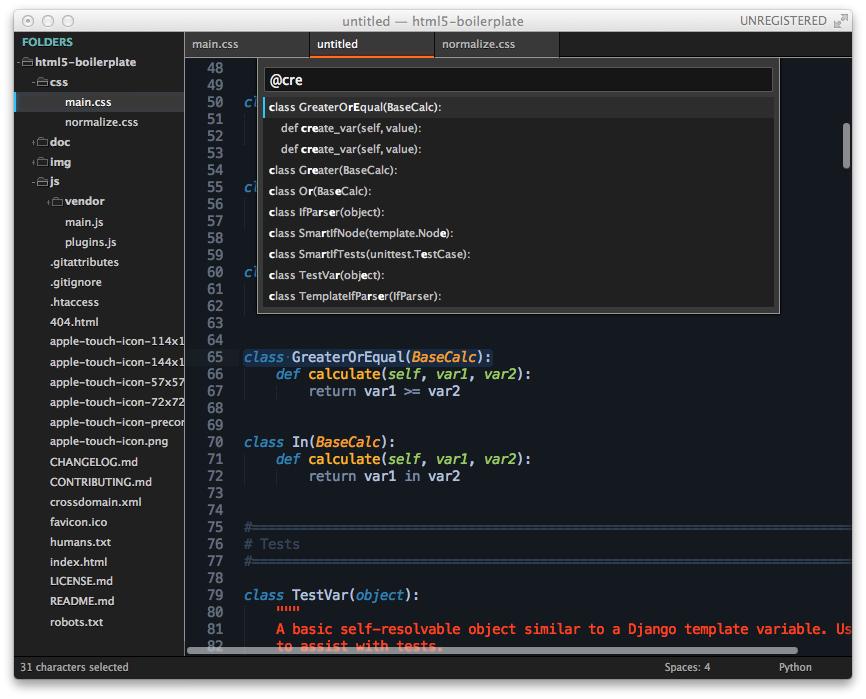 untitled — html5-boilerplate
UNREGISTERED
FOLDERS
html5-boilerplate
css
main.css
normalize.css
doc
img
js
vendor
main.js
plugins.js
.gitattributes
.gitignore
.htaccess
404.html
apple-touch-icon-114x1
apple-touch-icon-144x1
apple-touch-icon-57x57
apple-touch-icon-72x72
apple-touch-icon-precor
apple-touch-icon.png
CHANGELOG.md
CONTRIBUTING.md
crossdomain.xml
favicon.ico
humans.txt
index.html
LICENSE.md
README.md
robots.txt
main.css
untitled
normalize.css
@cre
class GreaterOrEqual(BaseCalc):
def create_var(self, value):
def create_var(self, value):
class Greater(BaseCalc):
class Or(BaseCalc):
class IfParser(object):
class SmartIfNode(template.Node):
class SmartIfTests(unittest.TestCase):
class TestVar(object):
class TemplateIfParser(IfParser):
48
49
50 cl
51
52
53
54
55 cl
56
57
58
59
60 cl
61
62
63
64
65 class GreaterOrEqual(BaseCalc):
66 def calculate(self, var1, var2):
67 return var1 >= var2
68
69
70 class In(BaseCalc):
71 def calculate(self, var1, var2):
72 return var1 in var2
73
74
75 #==========================================================================
76 # Tests
77 #==========================================================================
78
79 class TestVar(object):
80 """
81 A basic self-resolvable object similar to a Django template variable. Us
82 to assist with tests.
31 characters selected
Spaces: 4
Python